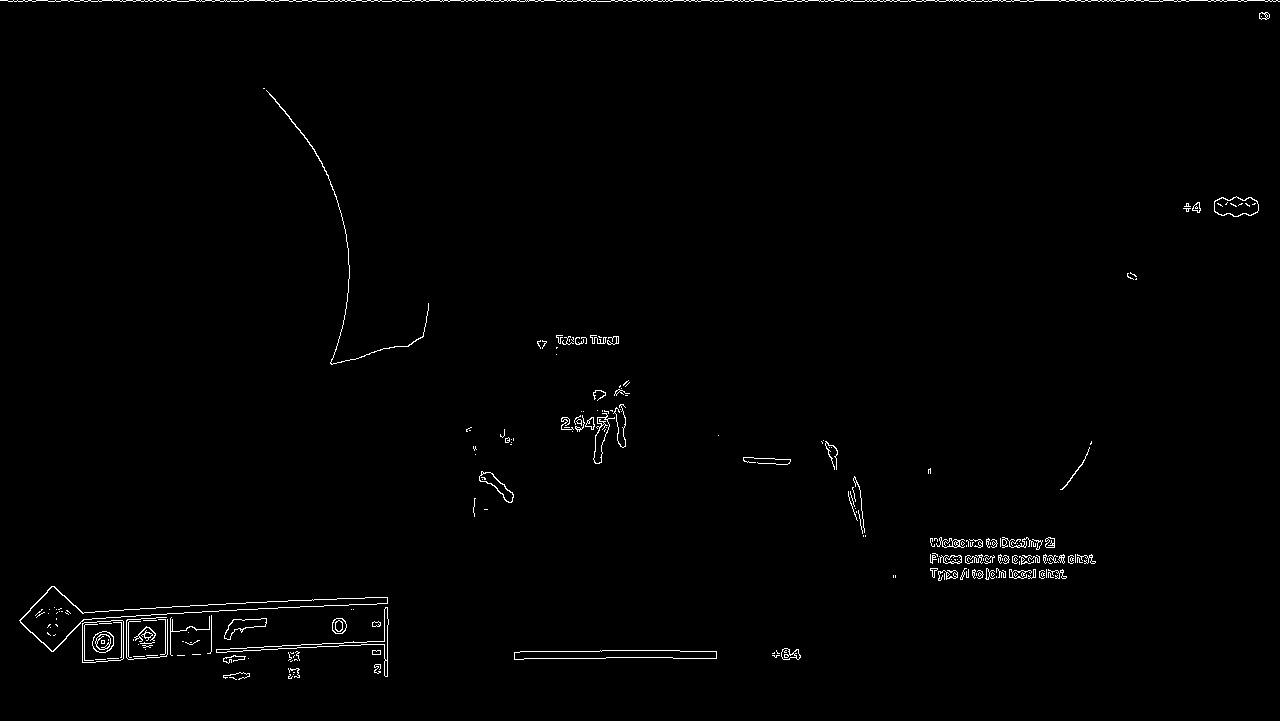 +4
Taken Thrall
2,945
Welcome to Destiny 2!
Press enter to open text chat.
Type /l to join local chat.
0
+64